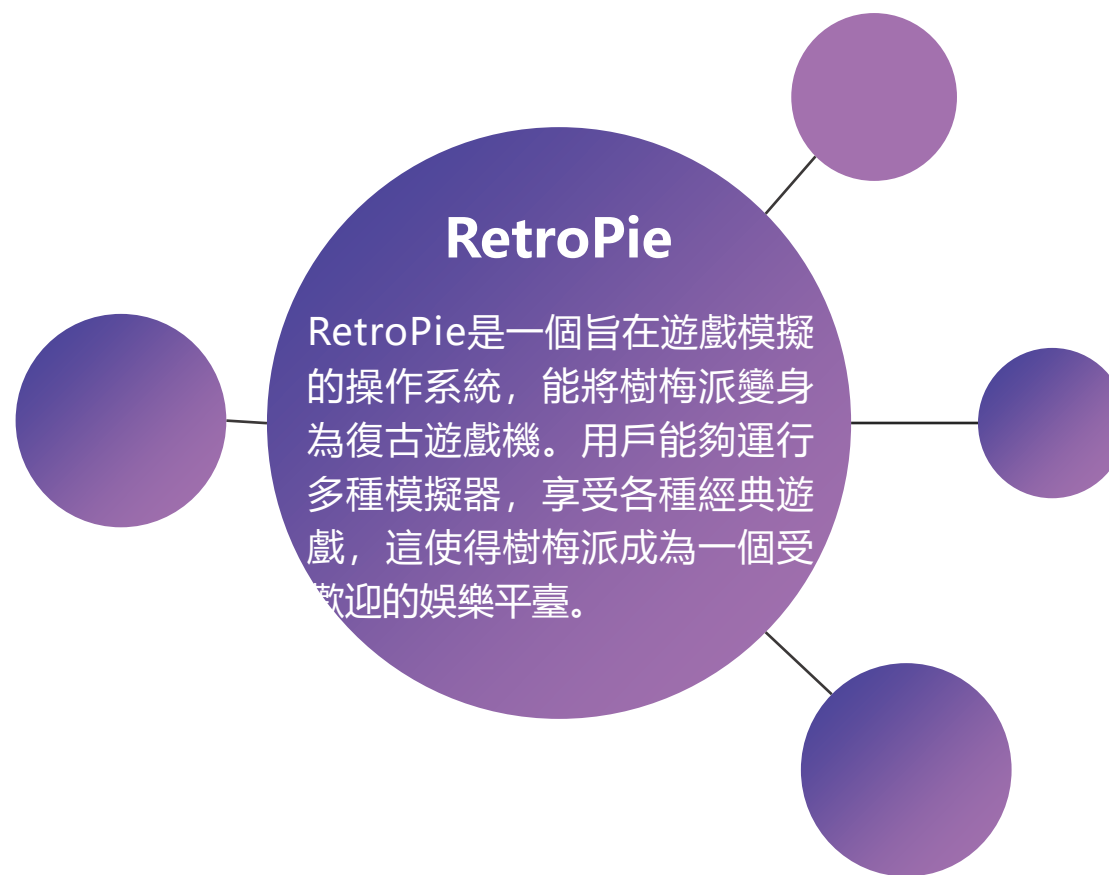 RetroPie
RetroPie是一個旨在遊戲模擬
的操作系統，能將樹梅派變身
為復古遊戲機。用戶能夠運行
多種模擬器，享受各種經典遊
戲，這使得樹梅派成為一個受
歡迎的娛樂平臺。